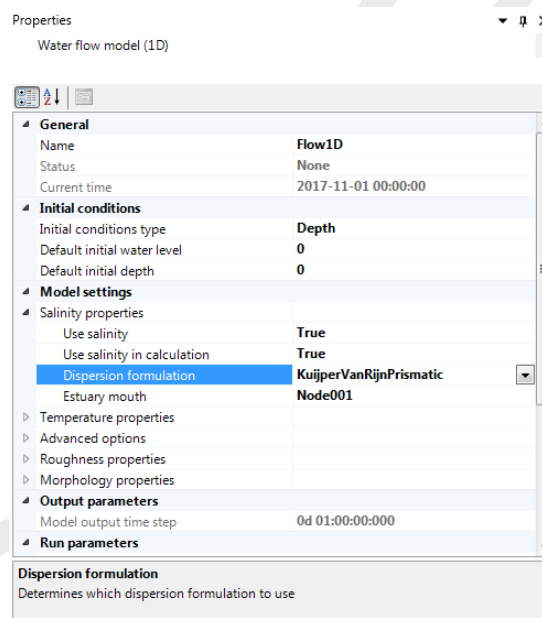 Properties
Water flow model (1D)
General
Name Flow1D
Status None
Current time 2017-11-01 00:00:00
Initial conditions
Initial conditions type Depth
Default initial water level 0
Default initial depth 0
Model settings
Salinity properties
Use salinity True
Use salinity in calculation True
Dispersion formulation KuijperVanRijnPrismatic
Estuary mouth Node001
Temperature properties
Advanced options
Roughness properties
Morphology properties
Output parameters
Model output time step 0d 01:00:00:000
Run parameters
Dispersion formulation
Determines which dispersion formulation to use